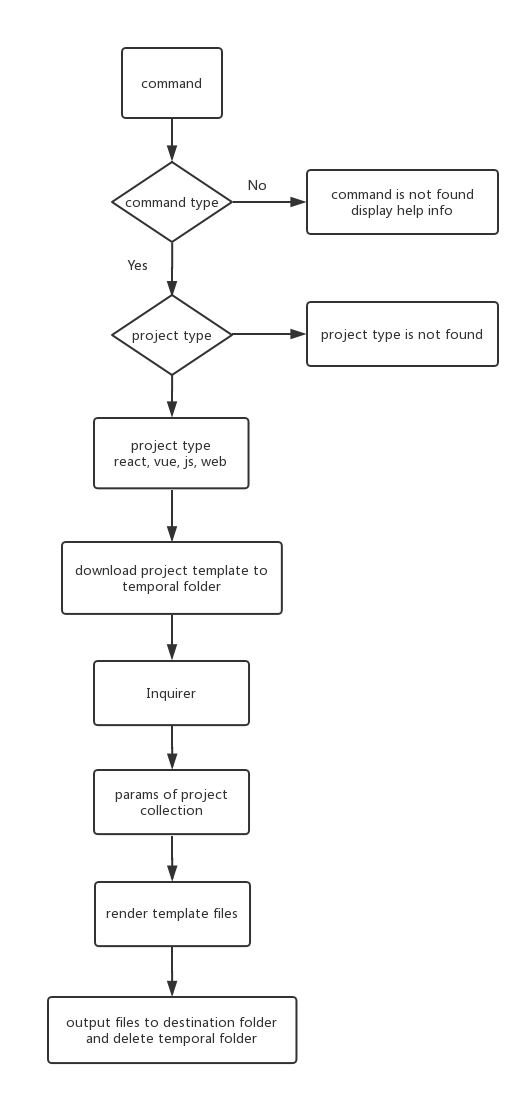 command
command type
No
command is not found
display help info
Yes
project type
project type is not found
project type
react, vue, js, web
download project template to
temporal folder
Inquirer
params of project
collection
render template files
output files to destination folder
and delete temporal folder